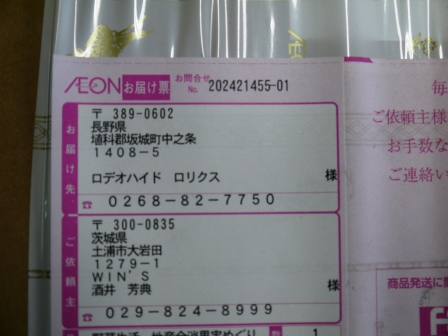 ÆON お届け票 お問合せ No. 202421455-01
お届け先
〒 389-0602
長野県
埴科郡坂城町中之条
1408-5
ロデオハイド ロリクス 様
☎ 0268-82-7750
ご依頼主
〒 300-0835
茨城県
土浦市大岩田
1279-1
WIN'S
酒井 芳典 様
☎ 029-824-8999
1
毎
ご依頼主様
お手数な
ご連絡い
商品発送に関